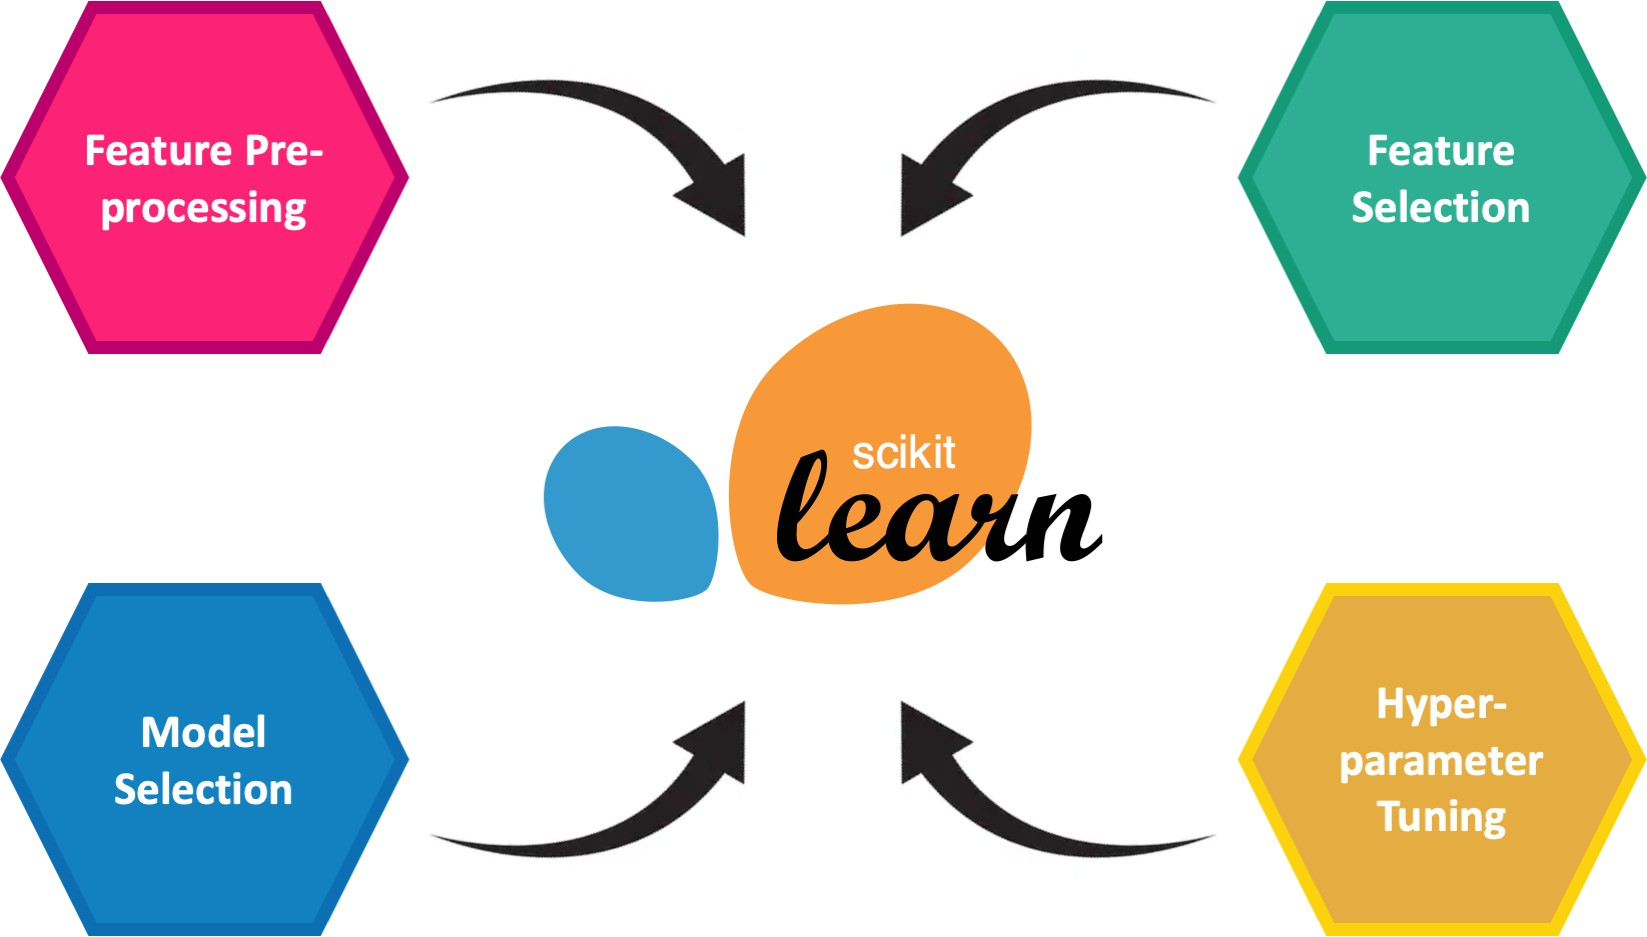 Feature Pre-
processing
Feature
Selection
scikit
learn
Model
Selection
Hyper-
parameter
Tuning